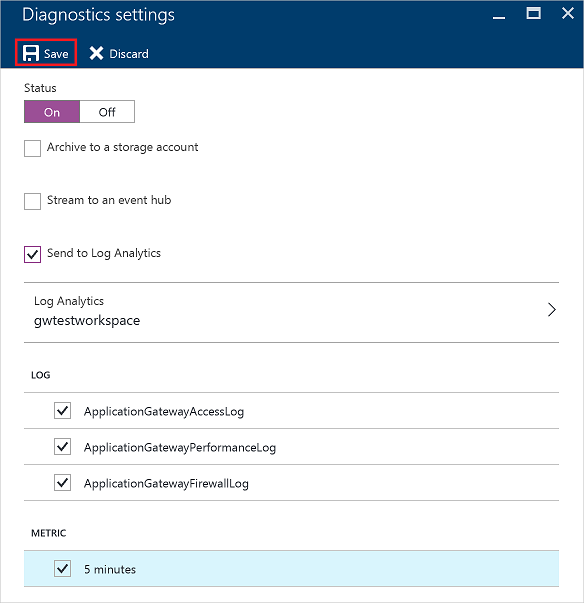 Diagnostics settings
Save
Discard
Status
On
Off
Archive to a storage account
Stream to an event hub
Send to Log Analytics
Log Analytics
gwtestworkspace
LOG
ApplicationGatewayAccessLog
ApplicationGatewayPerformanceLog
ApplicationGatewayFirewallLog
METRIC
5 minutes